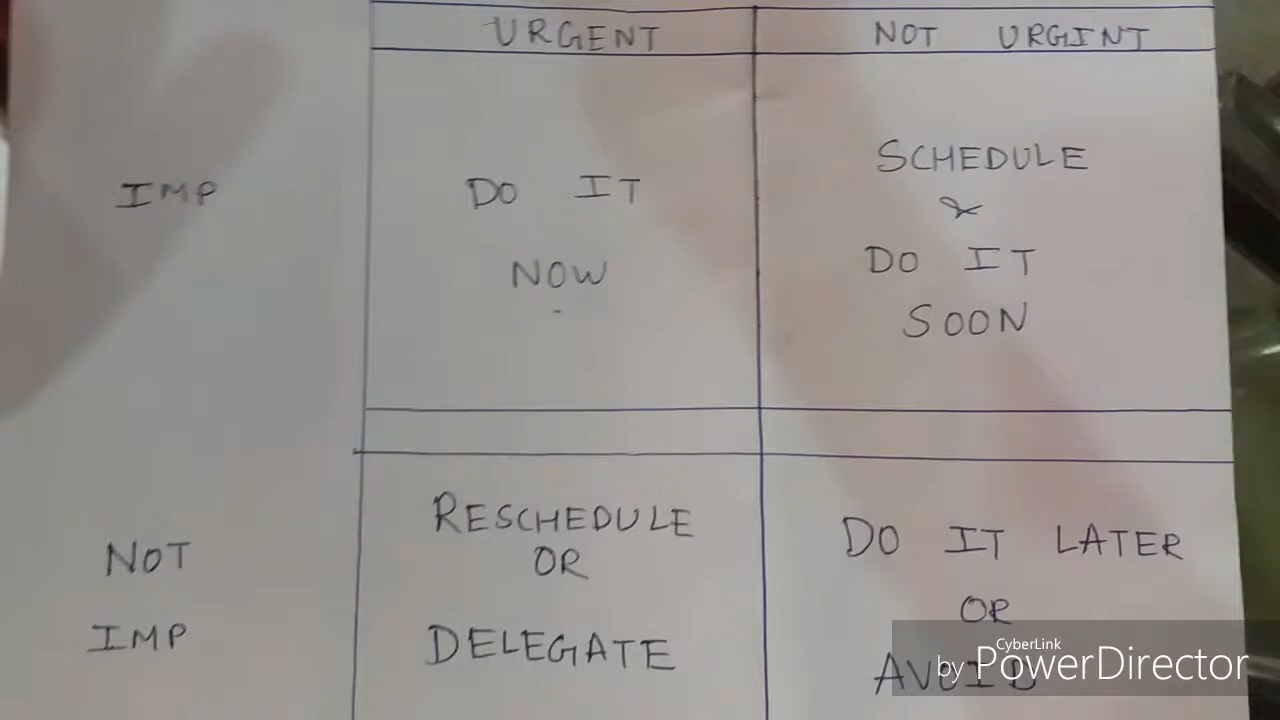 URGENT NOT URGINT
IMP
DO IT
NOW
SCHEDULE
&
DO IT
SOON
NOT
IMP
RESCHEDULE
OR
DELEGATE
DO IT LATER
OR
AVOID
CyberLink
by PowerDirector